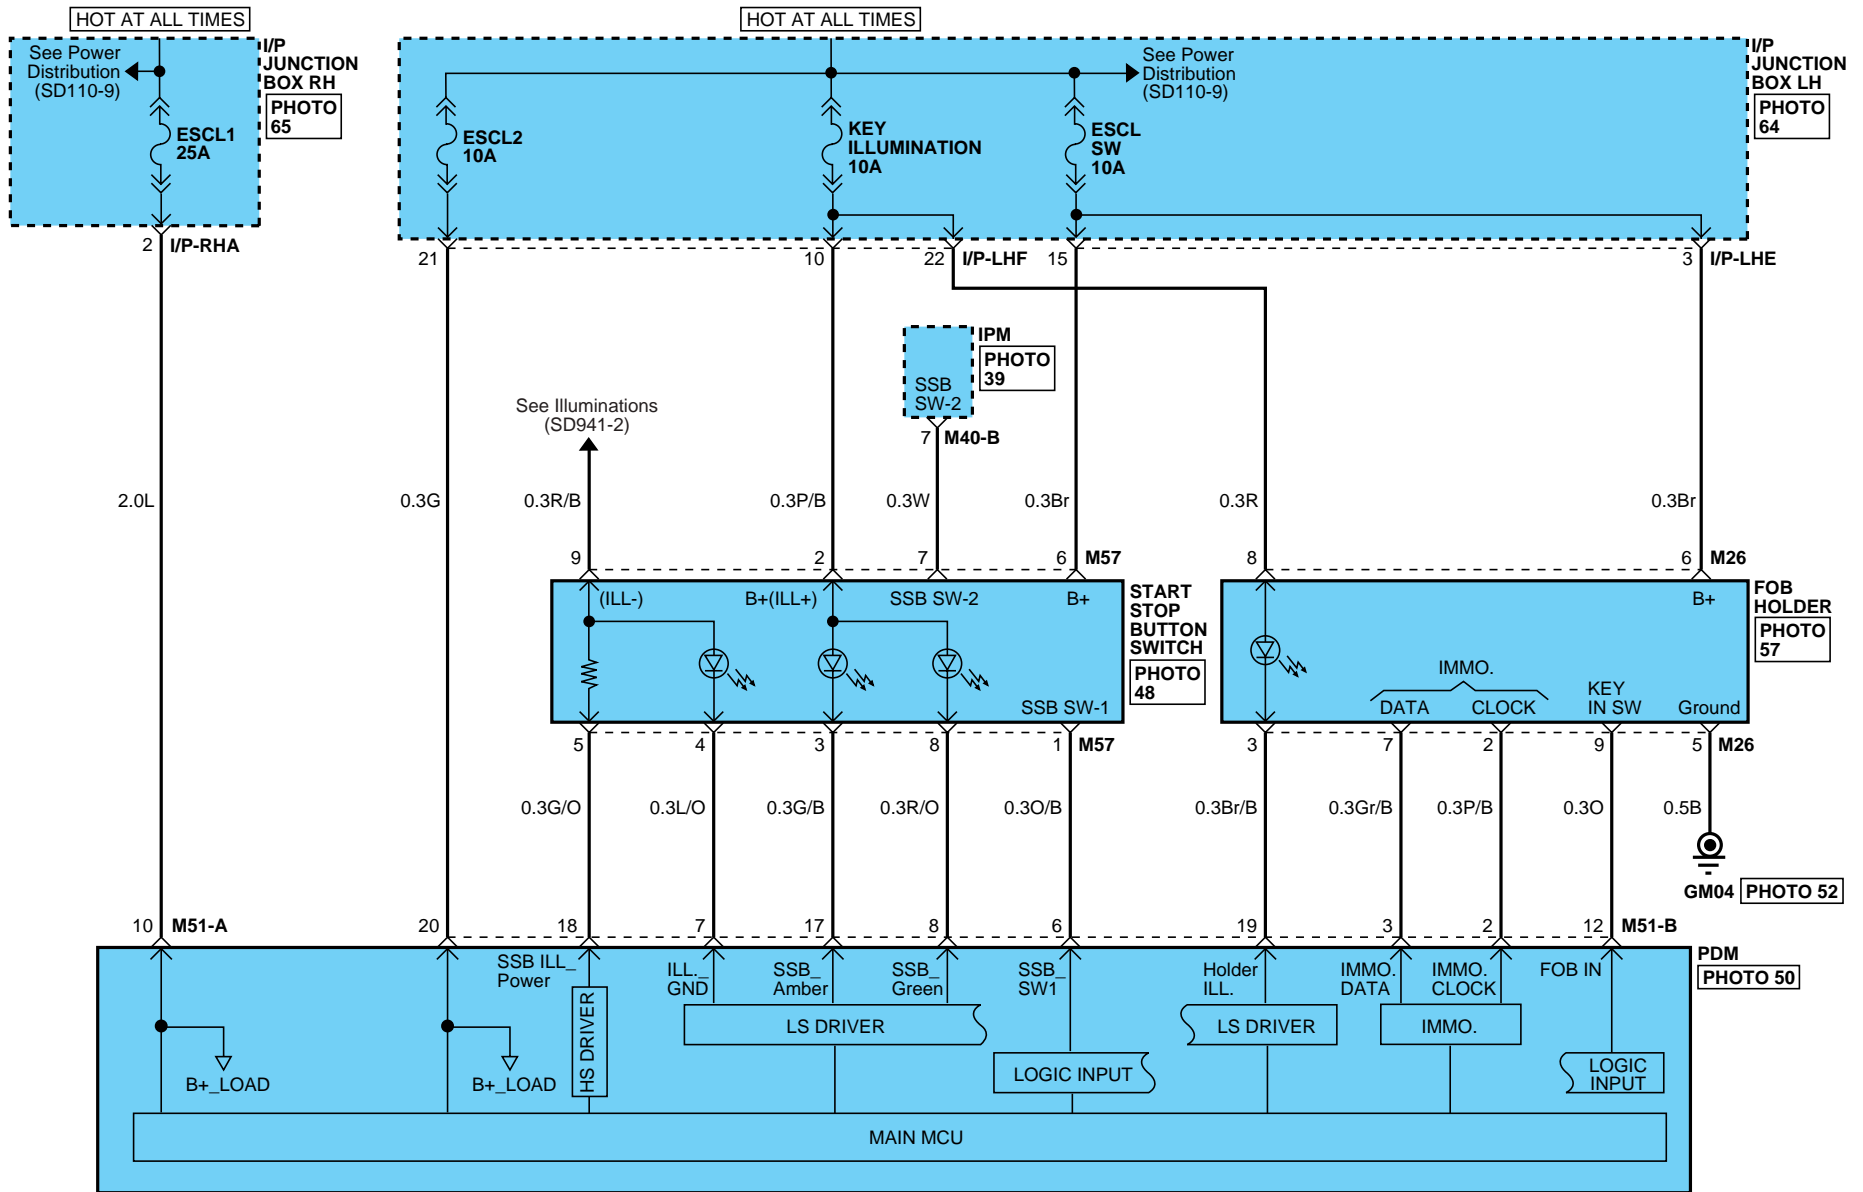 HOT AT ALL TIMES
HOT AT ALL TIMES
See Power
Distribution
(SD110-9)
I/P
JUNCTION
BOX RH
PHOTO
65
ESCL1
25A
ESCL2
10A
KEY
ILLUMINATION
10A
ESCL
SW
10A
See Power
Distribution
(SD110-9)
I/P
JUNCTION
BOX LH
PHOTO
64
2 I/P-RHA
21
10
22 I/P-LHF
15
3 I/P-LHE
IPM
PHOTO
39
SSB
SW-2
7 M40-B
See Illuminations
(SD941-2)
2.0L
0.3G
0.3R/B
0.3P/B
0.3W
0.3Br
0.3R
0.3Br
9
2
7
6 M57
8
6 M26
(ILL-)
B+(ILL+)
SSB SW-2
B+
SSB SW-1
START
STOP
BUTTON
SWITCH
PHOTO
48
B+
IMMO.
DATA
CLOCK
KEY
IN SW
Ground
FOB
HOLDER
PHOTO
57
5
4
3
8
1 M57
3
7
2
9
5 M26
0.3G/O
0.3L/O
0.3G/B
0.3R/O
0.3O/B
0.3Br/B
0.3Gr/B
0.3P/B
0.3O
0.5B
GM04 PHOTO 52
10 M51-A
20
18
7
17
8
6
19
3
2
12 M51-B
PDM
PHOTO 50
SSB ILL_
Power
ILL._
GND
SSB_
Amber
SSB_
Green
SSB_
SW1
Holder
ILL.
IMMO.
DATA
IMMO.
CLOCK
FOB IN
HS DRIVER
LS DRIVER
LS DRIVER
IMMO.
LOGIC INPUT
LOGIC
INPUT
B+_LOAD
B+_LOAD
MAIN MCU